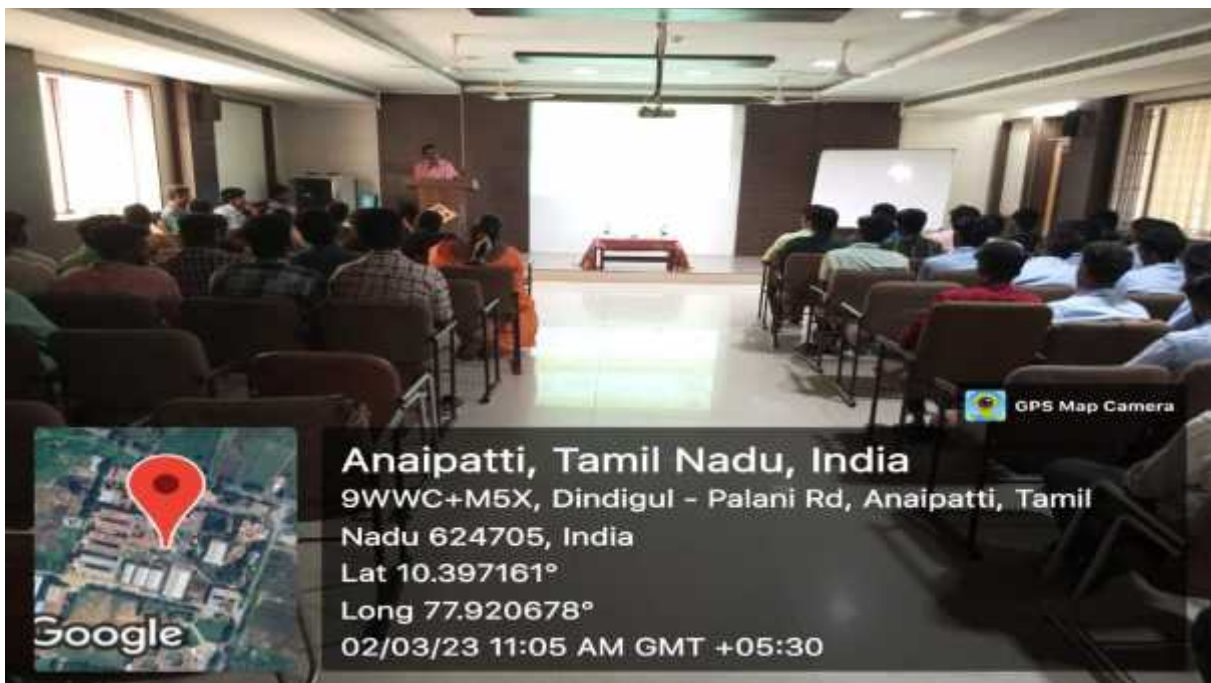 GPS Map Camera
Anaipatti, Tamil Nadu, India
9WWC+M5X, Dindigul - Palani Rd, Anaipatti, Tamil
Nadu 624705, India
Lat 10.397161°
Long 77.920678°
02/03/23 11:05 AM GMT +05:30
Google